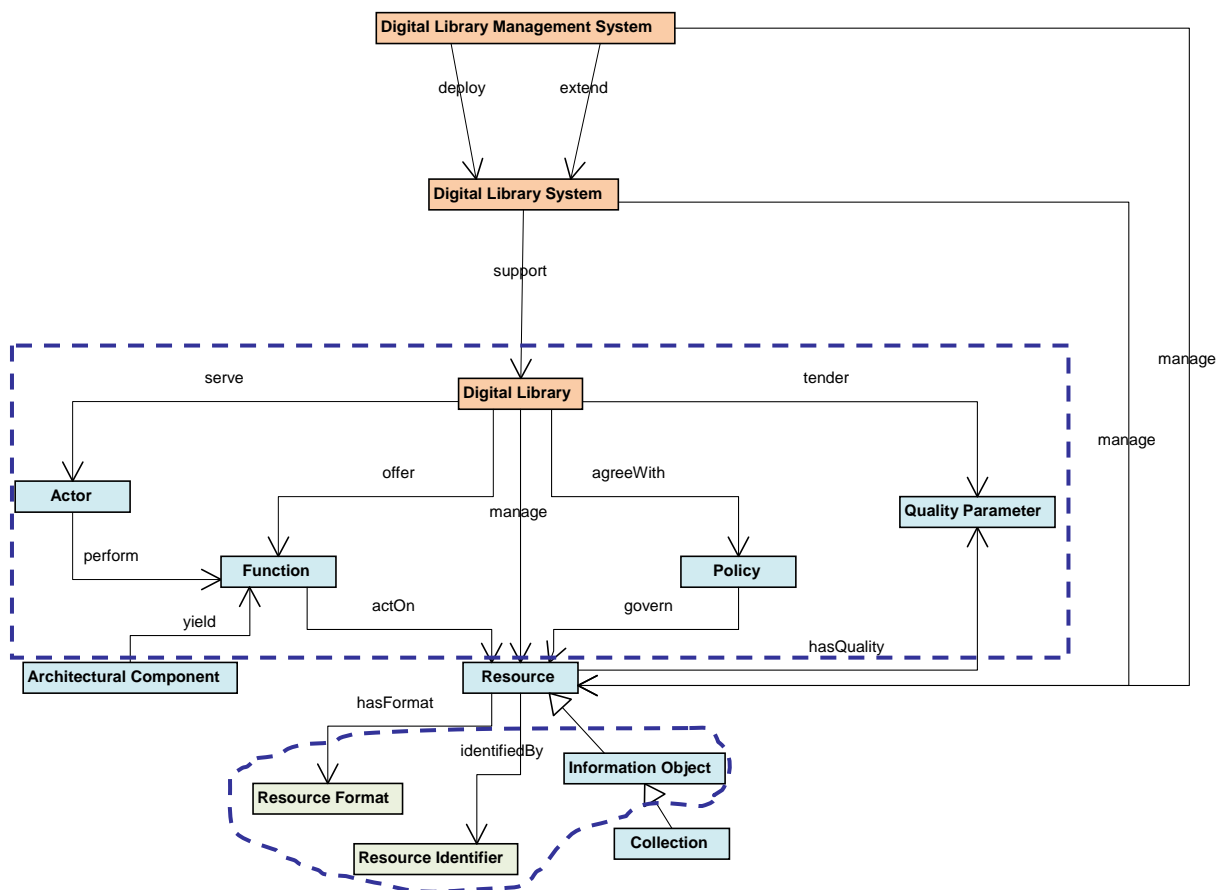 Digital Library Management System
deploy
extend
Digital Library System
support
manage
serve
tender
Digital Library
manage
offer
agreeWith
Actor
manage
Quality Parameter
perform
Function
Policy
actOn
govern
yield
hasQuality
Architectural Component
Resource
hasFormat
identifiedBy
Information Object
Resource Format
Collection
Resource Identifier